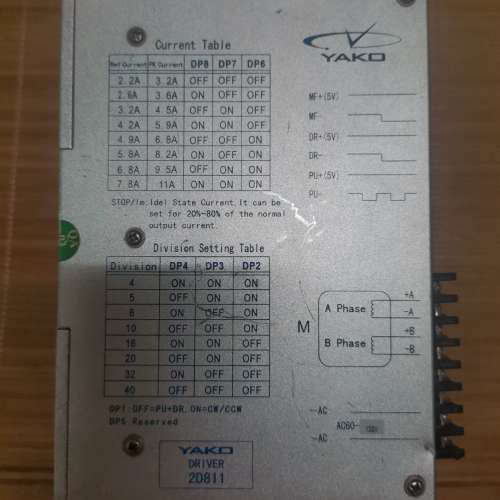 Current Table
Ref Current PK Current DP8 DP7 DP6
2.2A 3.2A OFF OFF OFF
2.6A 3.6A ON OFF OFF
3.2A 4.5A OFF ON OFF
4.2A 5.9A ON ON OFF
4.9A 6.8A OFF OFF ON
5.8A 8.2A ON OFF ON
6.8A 9.5A OFF ON ON
7.8A 11A ON ON ON
STOP/Im:Idel State Current.It can be
set for 20%-80% of the normal
output current.
Division Setting Table
Division DP4 DP3 DP2
4 ON ON ON
5 OFF ON ON
8 ON OFF ON
10 OFF OFF ON
16 ON ON OFF
20 OFF ON OFF
32 ON OFF OFF
40 OFF OFF OFF
DP1:OFF=PU+DR,ON=CW/CCW
DP5 Reserved
YAKO
DRIVER
2D811
YAKO
MF+(5V)
MF-
DR+(5V)
DR-
PU+(5V)
PU-
M
A Phase
B Phase
+A
-A
+B
-B
AC
AC60-
AC